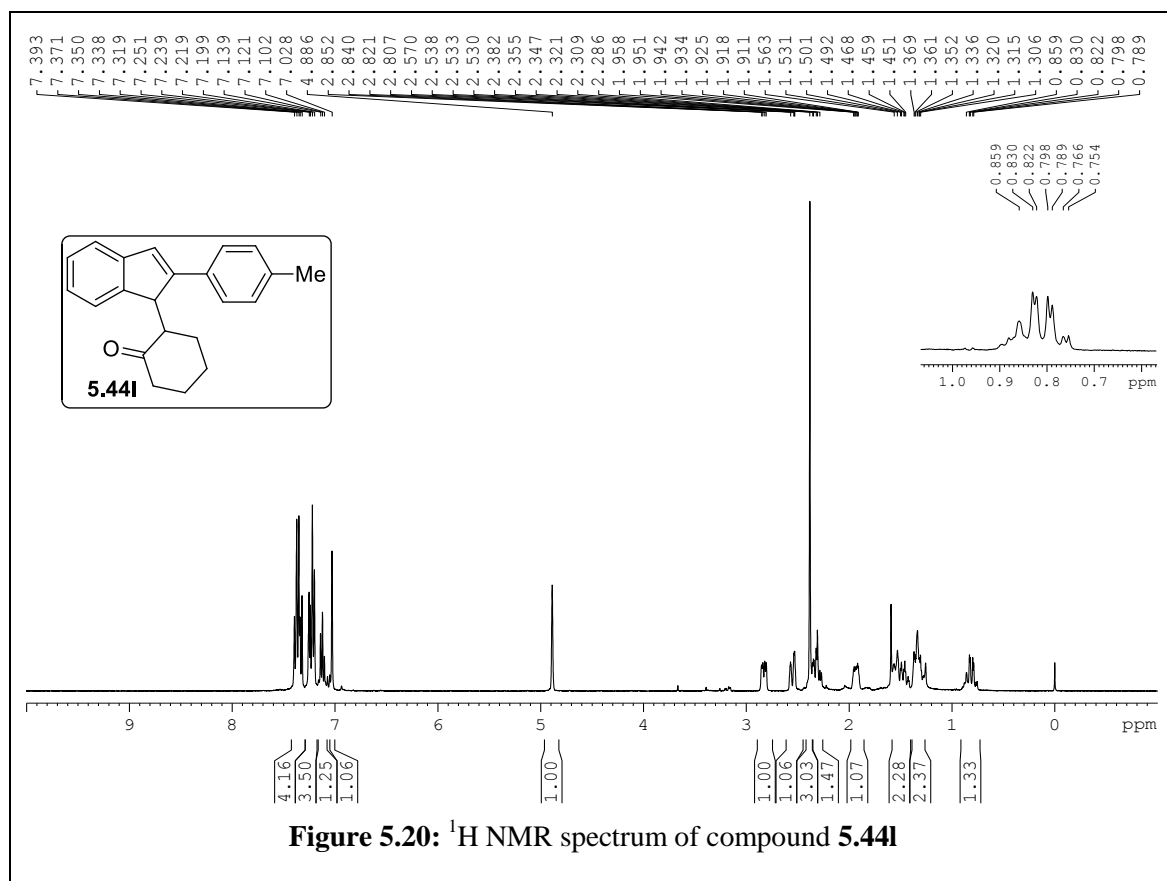 7.393 7.371 7.350 7.338 7.319 7.251 7.239 7.219 7.199 7.139 7.121 7.102 7.028 4.886 2.852 2.840 2.821 2.807 2.570 2.538 2.533 2.530 2.382 2.355 2.347 2.321 2.309 2.286 1.958 1.951 1.942 1.934 1.925 1.918 1.911 1.563 1.531 1.501 1.492 1.468 1.459 1.451 1.369 1.361 1.352 1.336 1.320 1.315 1.306 0.859 0.830 0.822 0.798 0.789
0.859 0.830 0.822 0.798 0.789 0.766 0.754
Me
O
5.44l
1.0 0.9 0.8 0.7 ppm
9 8 7 6 5 4 3 2 1 0 ppm
4.16 3.50 1.25 1.06 1.00 1.00 1.06 3.03 1.47 1.07 2.28 2.37 1.33
Figure 5.20: ¹H NMR spectrum of compound 5.44l